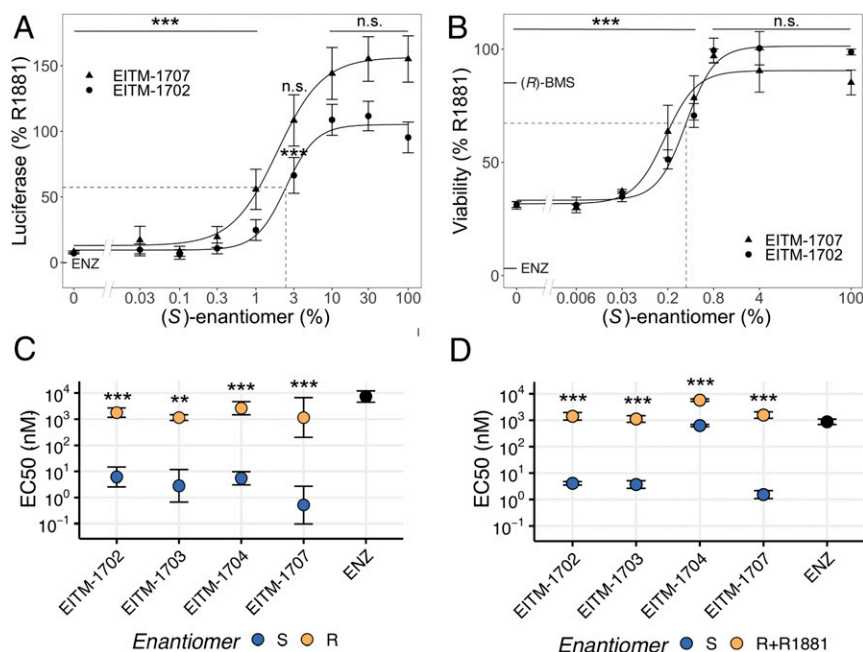 A
***
n.s.
EITM-1707
EITM-1702
n.s.
***
Luciferase (% R1881)
150
100
50
0
ENZ
0
0.03
0.1
0.3
1
3
10
30
100
(S)-enantiomer (%)
B
***
n.s.
(R)-BMS
EITM-1707
EITM-1702
ENZ
Viability (% R1881)
100
50
0
0
0.006
0.03
0.2
0.8
4
100
(S)-enantiomer (%)
C
***
**
***
***
EC50 (nM)
10^4
10^3
10^2
10^1
10^0
10^-1
EITM-1702
EITM-1703
EITM-1704
EITM-1707
ENZ
Enantiomer S R
D
***
***
***
***
EC50 (nM)
10^4
10^3
10^2
10^1
10^0
10^-1
EITM-1702
EITM-1703
EITM-1704
EITM-1707
ENZ
Enantiomer S R+R1881